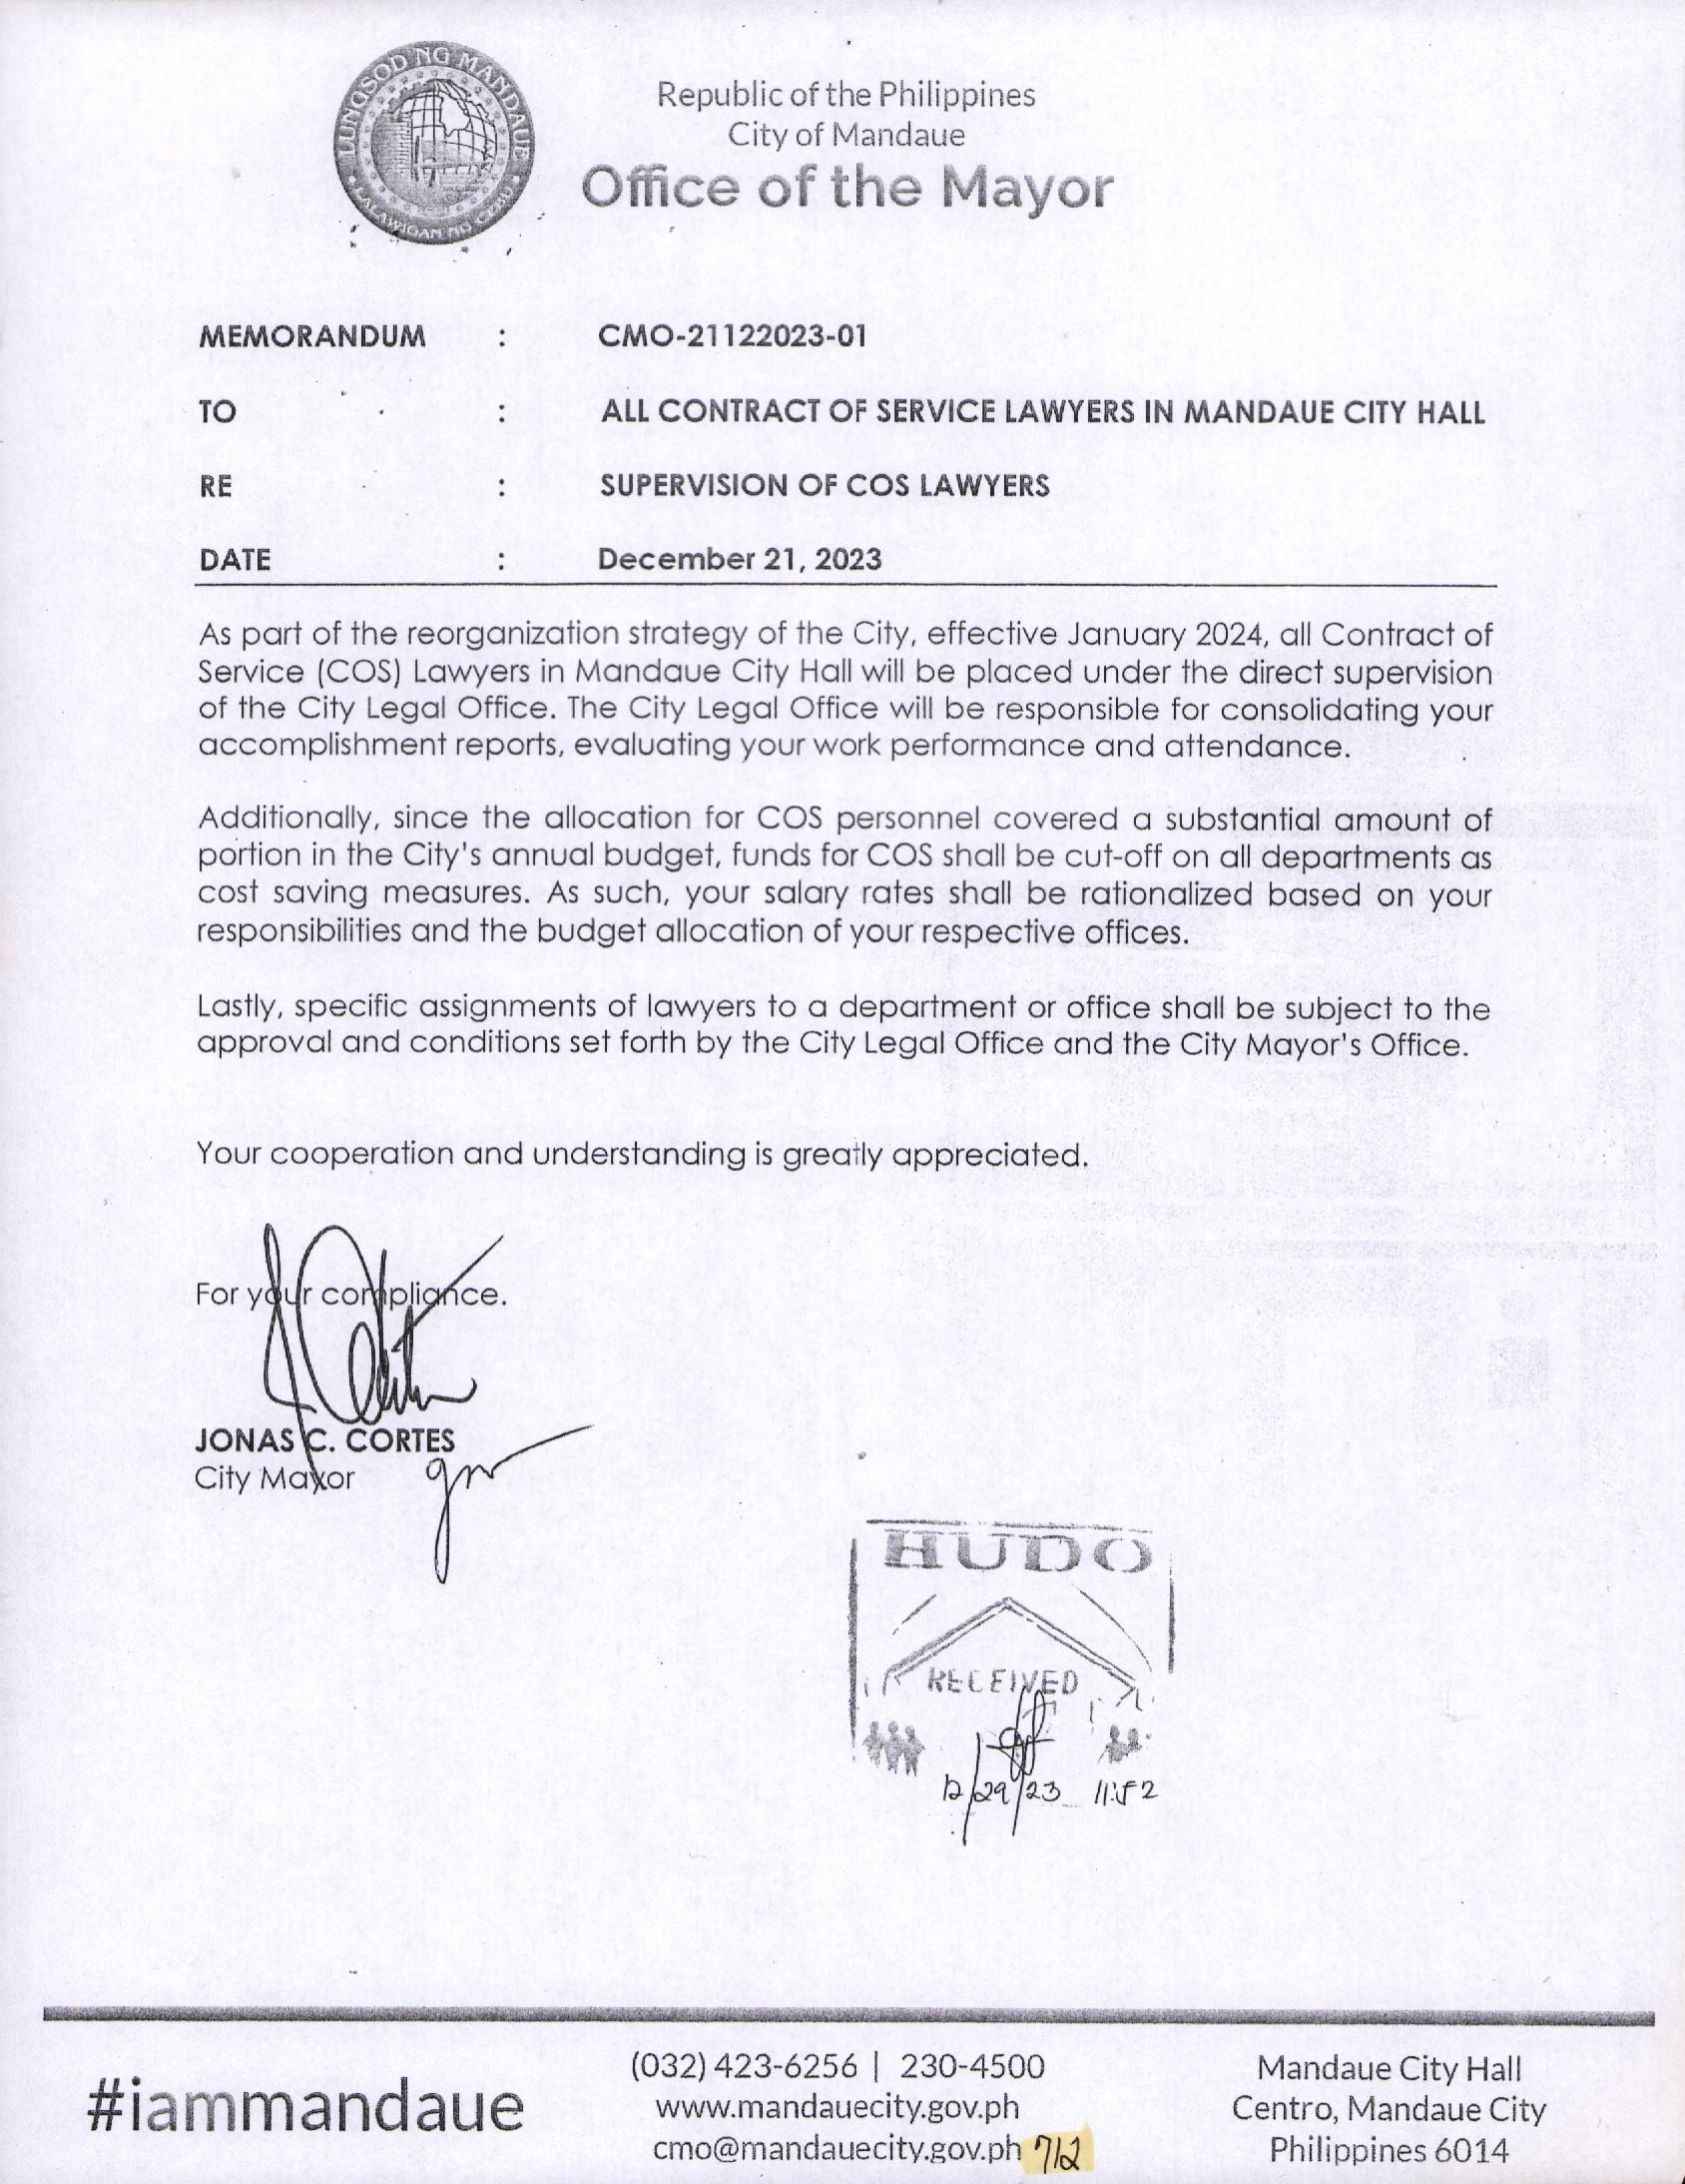 LUNGSOD NG MANDAUE
LALAWIGAN NG CEBU
Republic of the Philippines
City of Mandaue
Office of the Mayor
MEMORANDUM : CMO-21122023-01
TO : ALL CONTRACT OF SERVICE LAWYERS IN MANDAUE CITY HALL
RE : SUPERVISION OF COS LAWYERS
DATE : December 21, 2023
As part of the reorganization strategy of the City, effective January 2024, all Contract of
Service (COS) Lawyers in Mandaue City Hall will be placed under the direct supervision
of the City Legal Office. The City Legal Office will be responsible for consolidating your
accomplishment reports, evaluating your work performance and attendance.
Additionally, since the allocation for COS personnel covered a substantial amount of
portion in the City's annual budget, funds for COS shall be cut-off on all departments as
cost saving measures. As such, your salary rates shall be rationalized based on your
responsibilities and the budget allocation of your respective offices.
Lastly, specific assignments of lawyers to a department or office shall be subject to the
approval and conditions set forth by the City Legal Office and the City Mayor's Office.
Your cooperation and understanding is greatly appreciated.
For your compliance.
JONAS C. CORTES
City Mayor
HUDO
RECEIVED
12/29/23 11:52
#iammandaue
(032) 423-6256 | 230-4500
www.mandauecity.gov.ph
cmo@mandauecity.gov.ph 712
Mandaue City Hall
Centro, Mandaue City
Philippines 6014